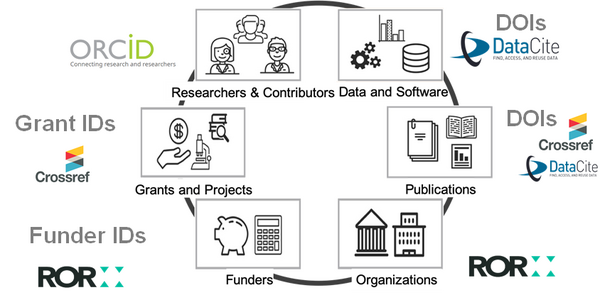 ORCID
Connecting research and researchers
DOIs
DataCite
FIND, ACCESS, AND REUSE DATA
Researchers & Contributors
Data and Software
Grant IDs
Crossref
DOIs
Crossref
DataCite
FIND, ACCESS, AND REUSE DATA
Grants and Projects
Publications
Funder IDs
ROR
Funders
Organizations
ROR